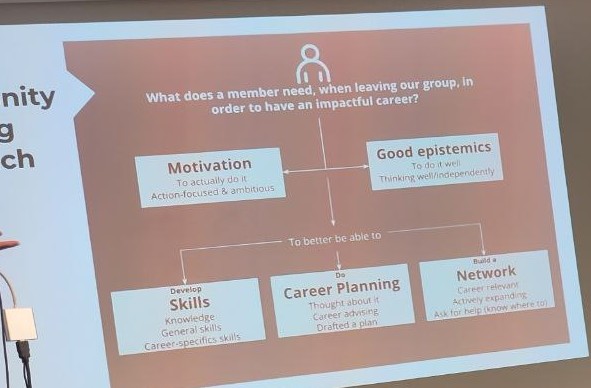 nity
g
ch
What does a member need, when leaving our group, in
order to have an impactful career?
Motivation
To actually do it
Action-focused & ambitious
Good epistemics
To do it well
Thinking well/independently
To better be able to
Develop
Skills
Knowledge
General skills
Career-specifics skills
Do
Career Planning
Thought about it
Career advising
Drafted a plan
Build a
Network
Career relevant
Actively expanding
Ask for help (know where to)